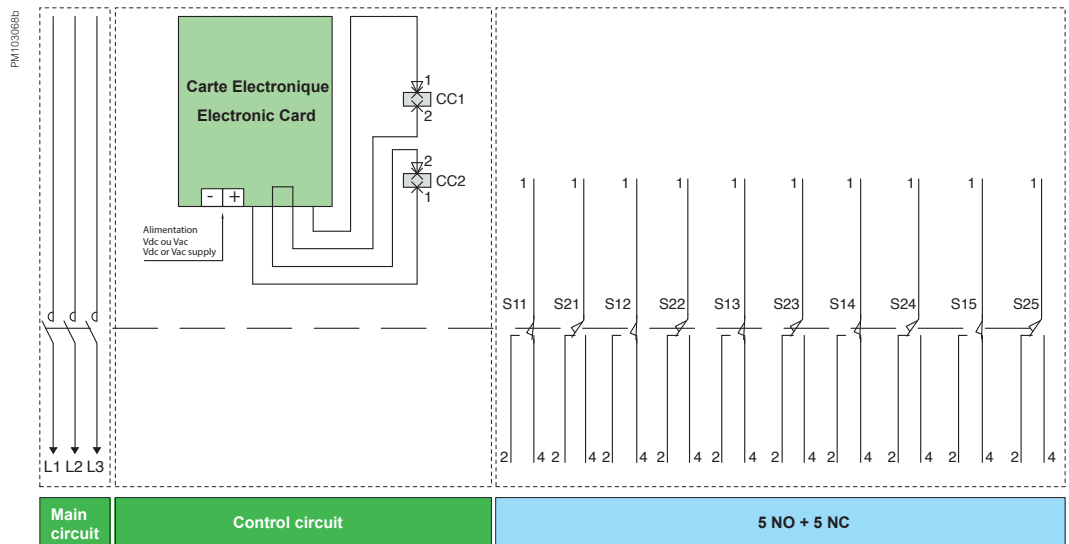 PM103068b
Carte Electronique
Electronic Card
- +
Alimentation
Vdc ou Vac
Vdc or Vac supply
1
CC1
2
2
CC2
1
1 1 1 1 1 1 1 1 1 1
S11 S21 S12 S22 S13 S23 S14 S24 S15 S25
2 4 2 4 2 4 2 4 2 4 2 4 2 4 2 4 2 4 2 4
L1 L2 L3
Main
circuit
Control circuit
5 NO + 5 NC